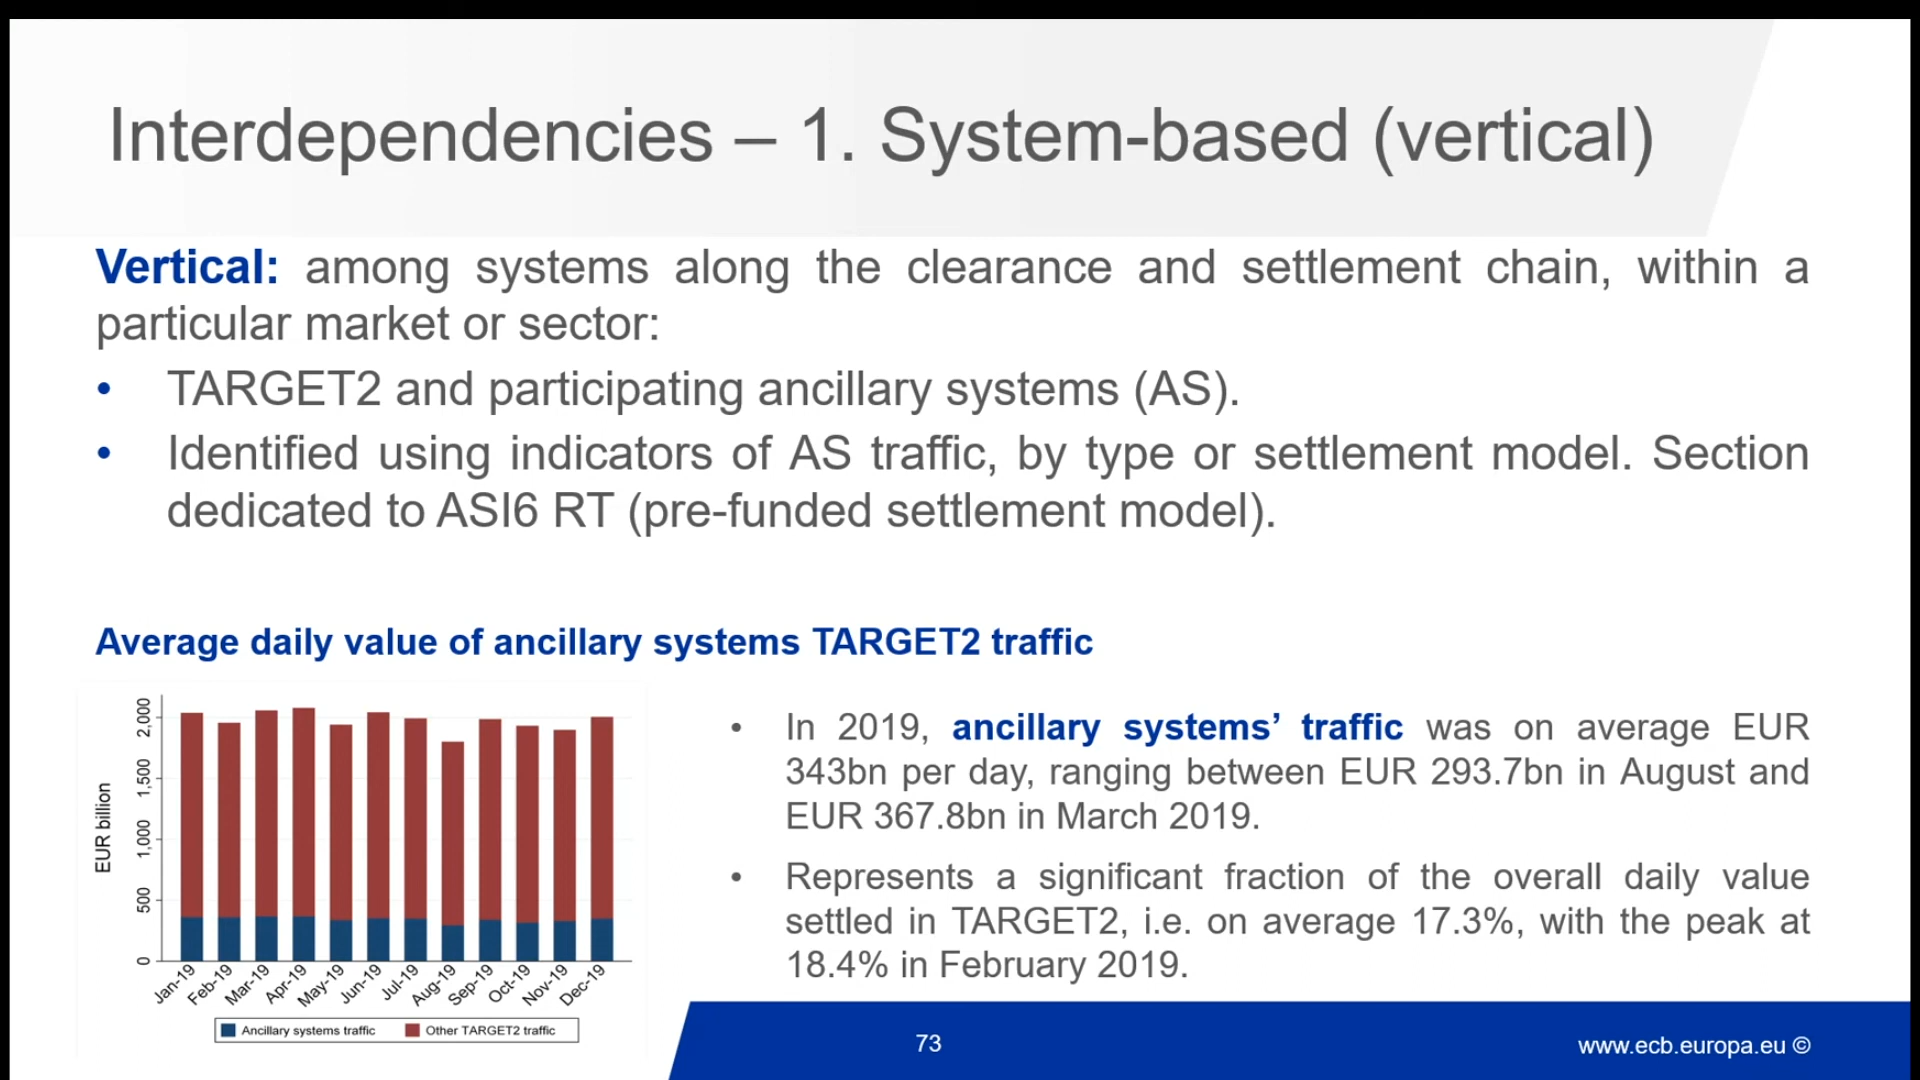 Interdependencies – 1. System-based (vertical)
Vertical: among systems along the clearance and settlement chain, within a
particular market or sector:
• TARGET2 and participating ancillary systems (AS).
• Identified using indicators of AS traffic, by type or settlement model. Section
dedicated to ASI6 RT (pre-funded settlement model).
Average daily value of ancillary systems TARGET2 traffic
EUR billion
2,000
1,500
1,000
500
0
Jan-19 Feb-19 Mar-19 Apr-19 May-19 Jun-19 Jul-19 Aug-19 Sep-19 Oct-19 Nov-19 Dec-19
Ancillary systems traffic Other TARGET2 traffic
• In 2019, ancillary systems’ traffic was on average EUR
343bn per day, ranging between EUR 293.7bn in August and
EUR 367.8bn in March 2019.
• Represents a significant fraction of the overall daily value
settled in TARGET2, i.e. on average 17.3%, with the peak at
18.4% in February 2019.
73
www.ecb.europa.eu ©